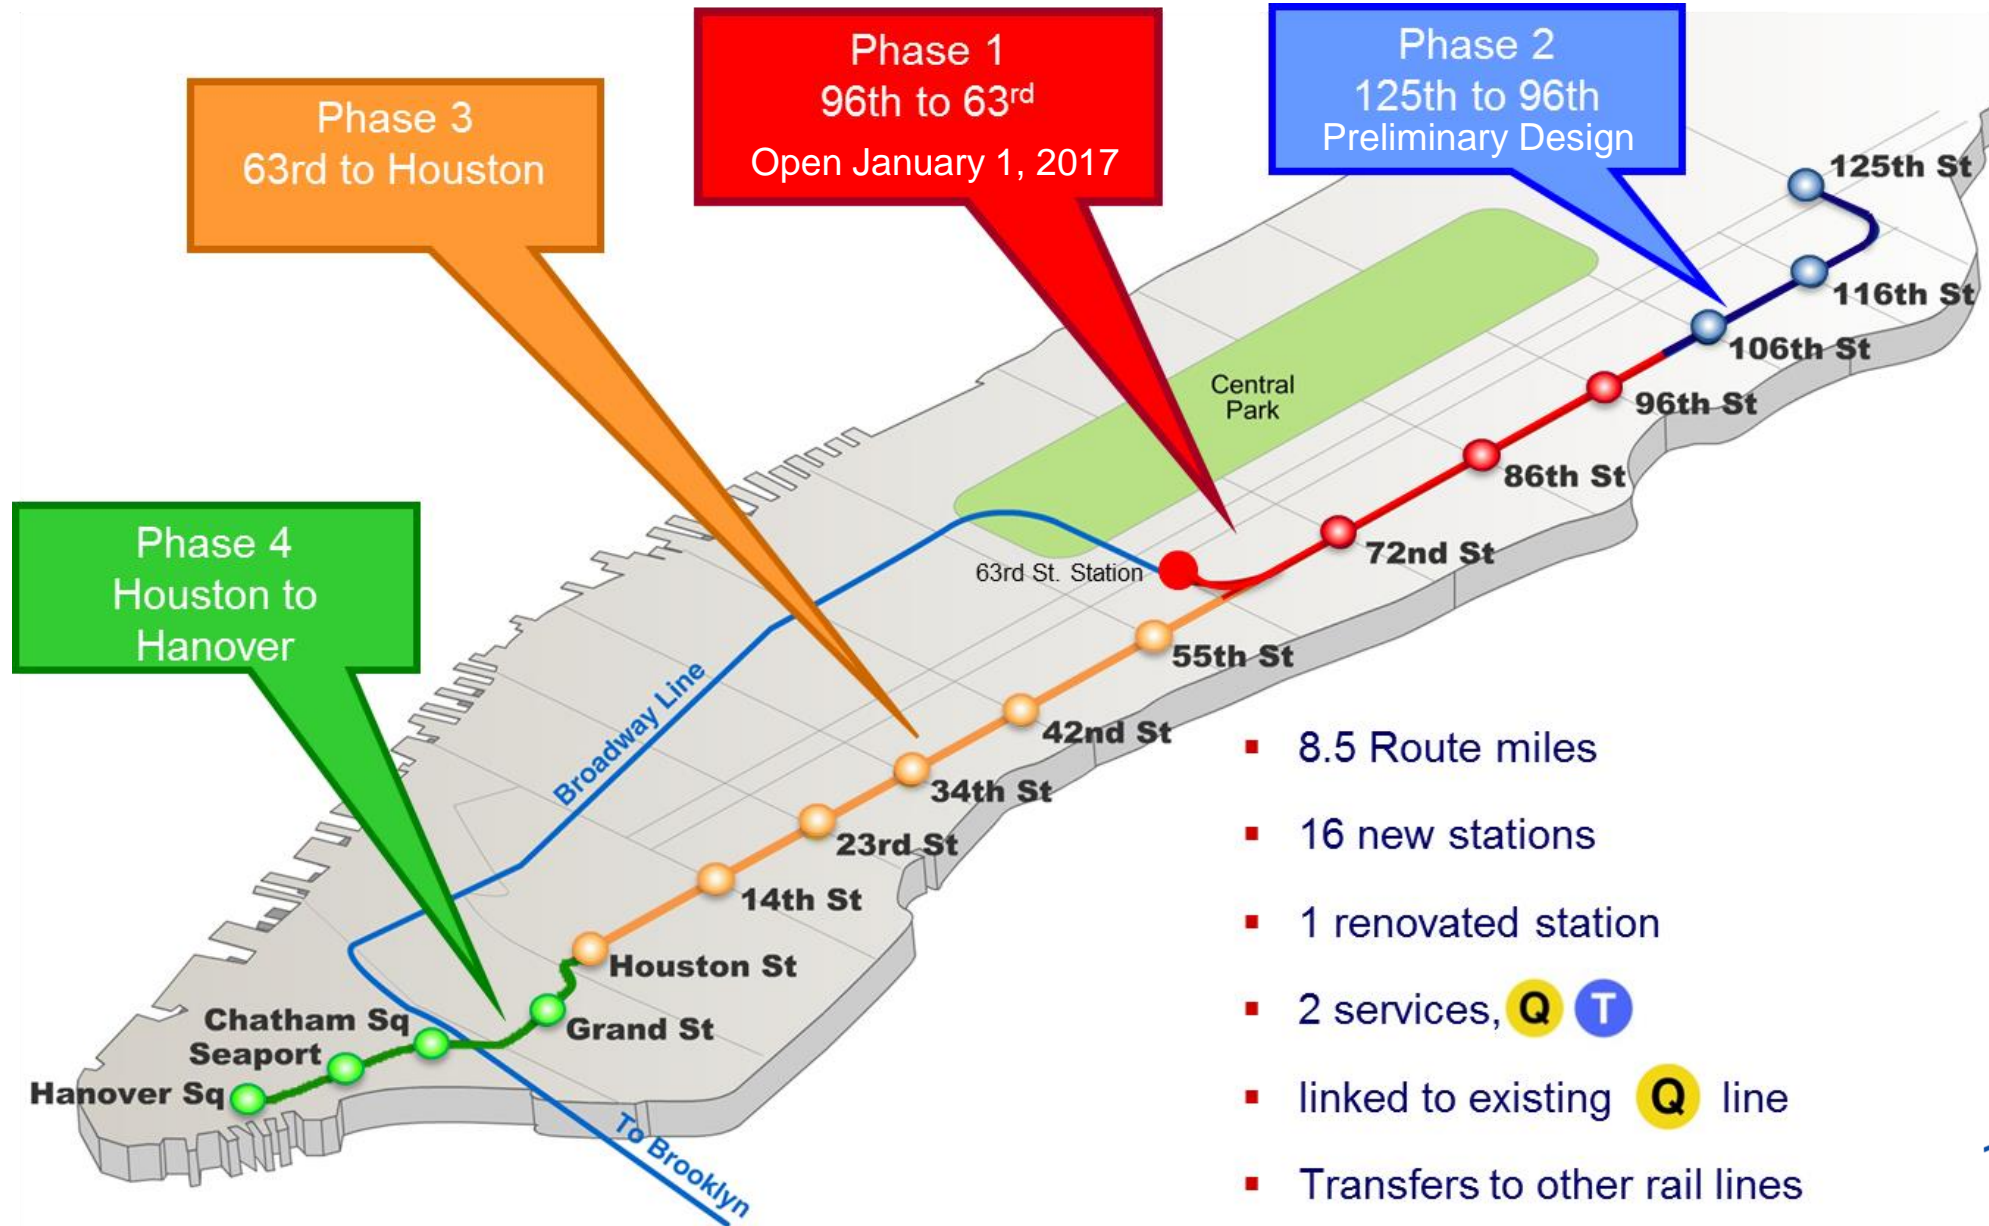 Phase 1
96th to 63rd
Open January 1, 2017
Phase 2
125th to 96th
Preliminary Design
Phase 3
63rd to Houston
Phase 4
Houston to
Hanover
125th St
116th St
106th St
96th St
86th St
72nd St
Central
Park
63rd St. Station
55th St
42nd St
34th St
23rd St
14th St
Houston St
Grand St
Chatham Sq
Seaport
Hanover Sq
Broadway Line
To Brooklyn
▪ 8.5 Route miles
▪ 16 new stations
▪ 1 renovated station
▪ 2 services, Q T
▪ linked to existing Q line
▪ Transfers to other rail lines